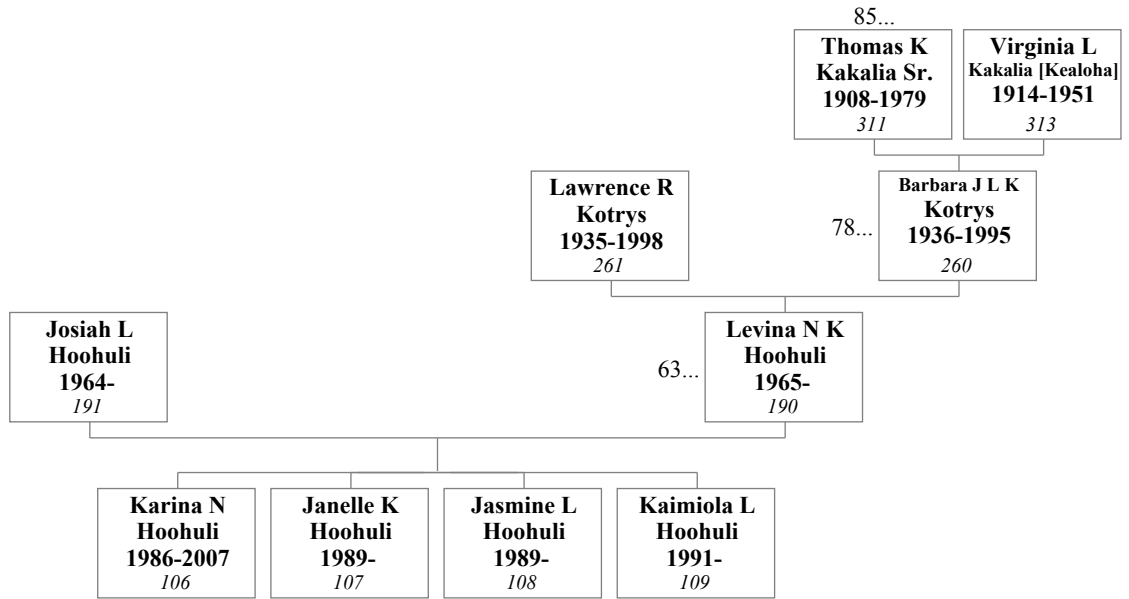 85...
Thomas K
Kakalia Sr.
1908-1979
311
Virginia L
Kakalia [Kealoha]
1914-1951
313
Lawrence R
Kotrys
1935-1998
261
78...
Barbara J L K
Kotrys
1936-1995
260
Josiah L
Hoohuli
1964-
191
63...
Levina N K
Hoohuli
1965-
190
Karina N
Hoohuli
1986-2007
106
Janelle K
Hoohuli
1989-
107
Jasmine L
Hoohuli
1989-
108
Kaimiola L
Hoohuli
1991-
109